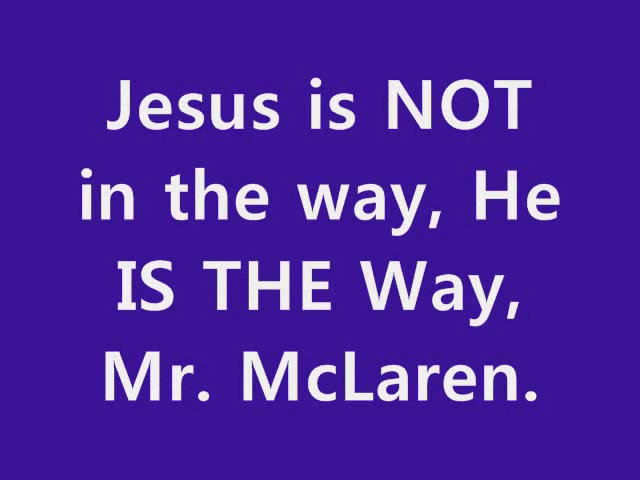 Jesus is NOT
in the way, He
IS THE Way,
Mr. McLaren.